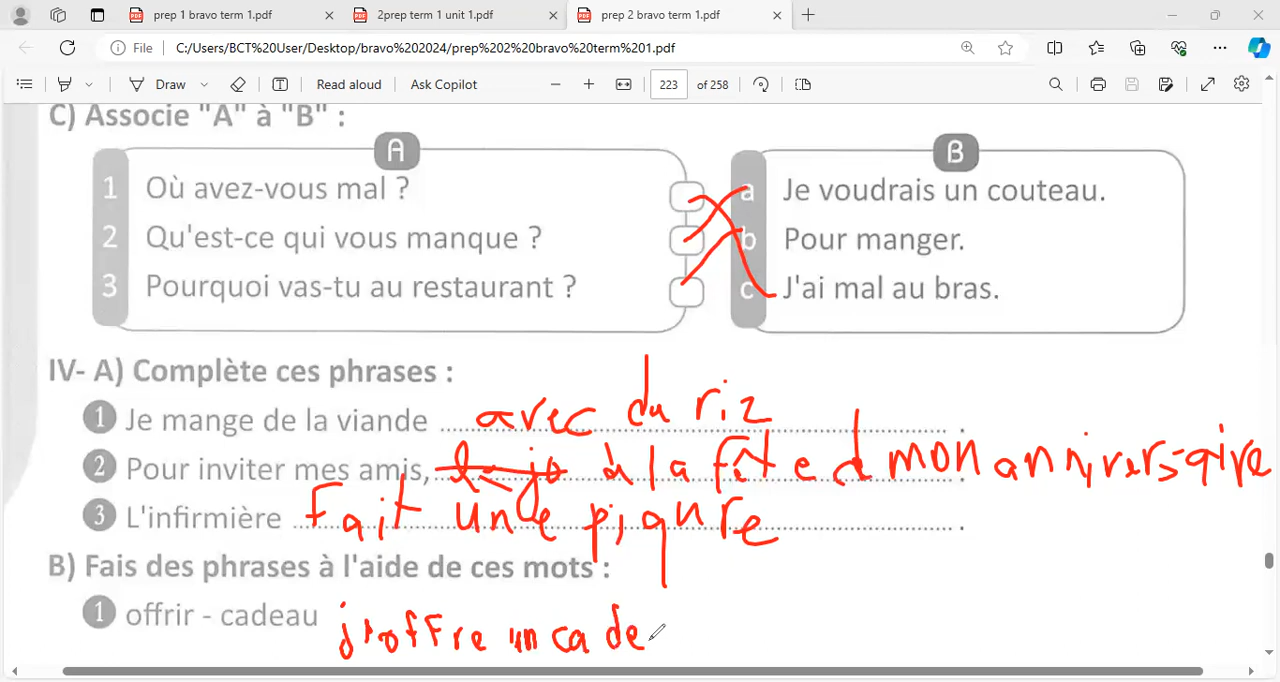 prep 1 bravo term 1.pdf
2prep term 1 unit 1.pdf
prep 2 bravo term 1.pdf
File C:/Users/BCT%20User/Desktop/bravo%202024/prep%202%20bravo%20term%201.pdf
Draw Read aloud Ask Copilot 223 of 258
C) Associe "A" à "B" :
A
1 Où avez-vous mal ?
2 Qu'est-ce qui vous manque ?
3 Pourquoi vas-tu au restaurant ?
B
a Je voudrais un couteau.
b Pour manger.
c J'ai mal au bras.
IV- A) Complète ces phrases :
1 Je mange de la viande avec du riz .
2 Pour inviter mes amis, à la fête d mon annivers-aire
3 L'infirmière fait une piqure .
B) Fais des phrases à l'aide de ces mots :
1 offrir - cadeau j'offre un cade